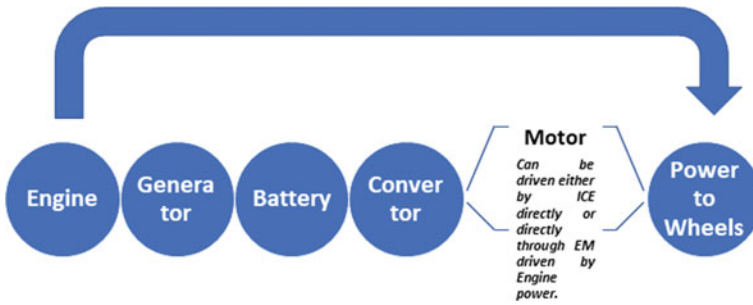 Engine
Genera
tor
Battery
Conver
tor
Motor
Can be
driven either
by ICE
directly or
directly
through EM
driven by
Engine
power.
Power
to
Wheels